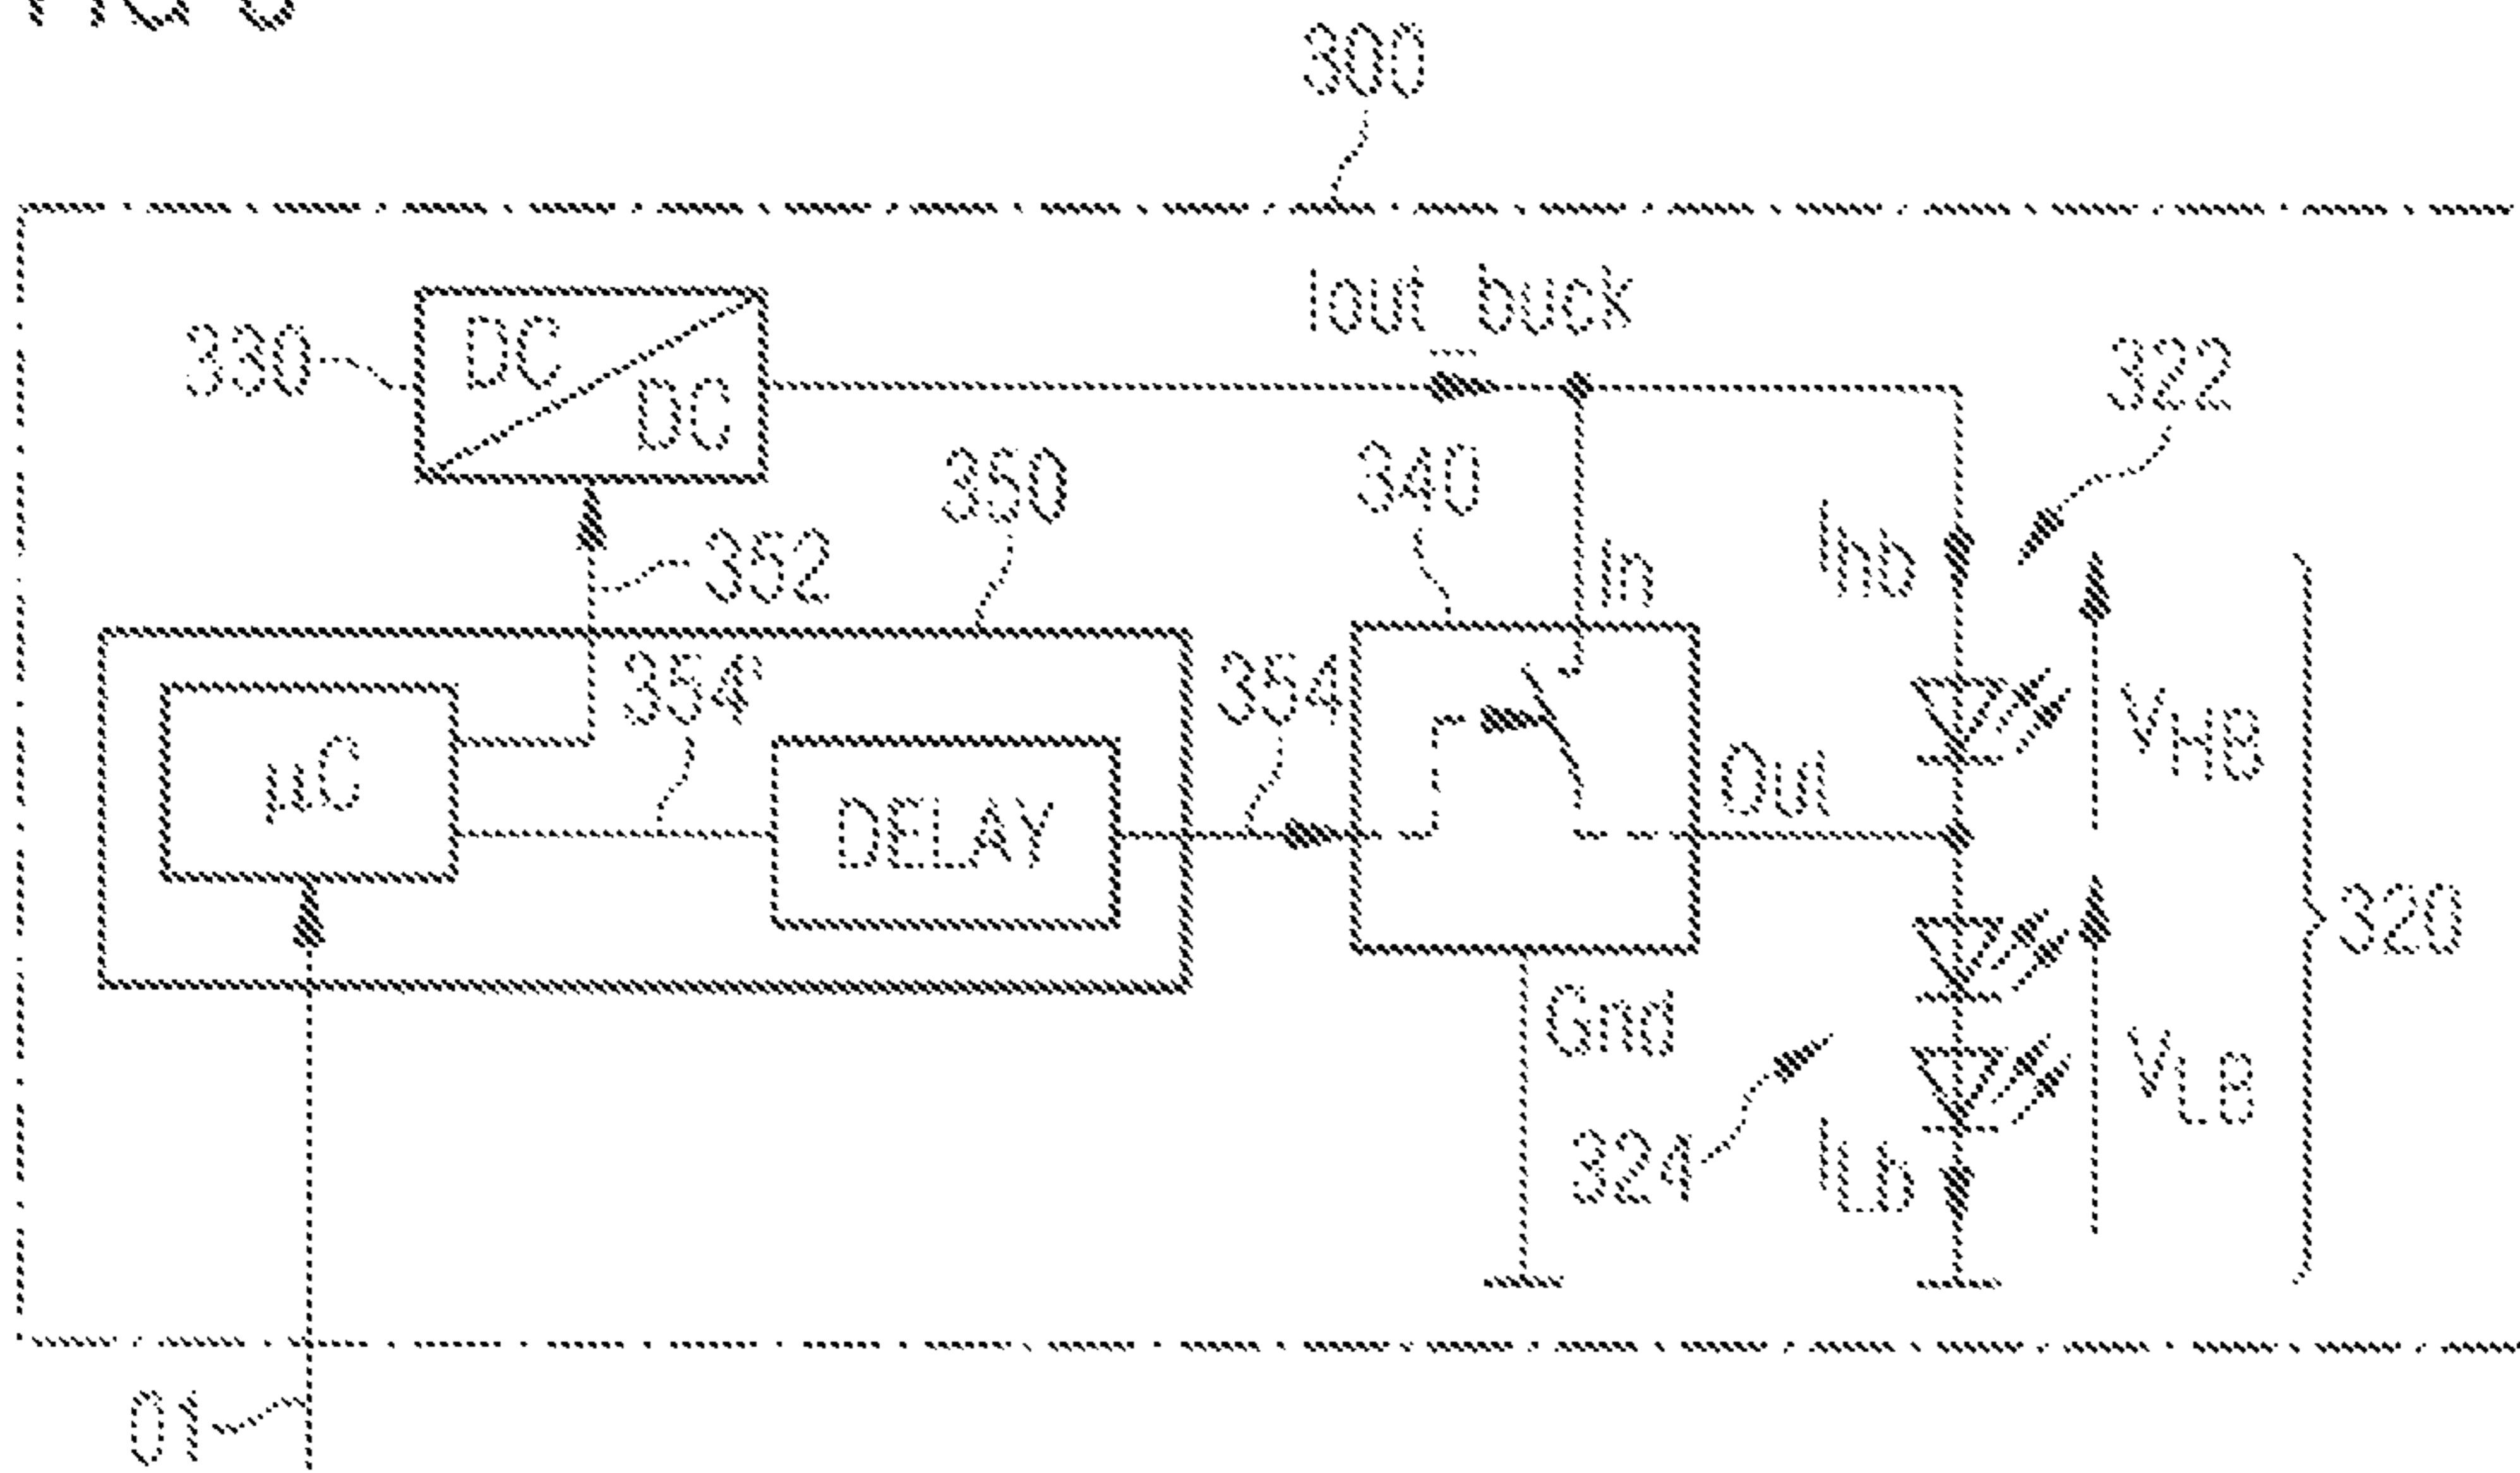 300
Iout_buck
330
DC
DC
322
350
340
352
In
Ihb
354'
354
VHB
µC
DELAY
Out
320
Gnd
324
ILb
VLB
01